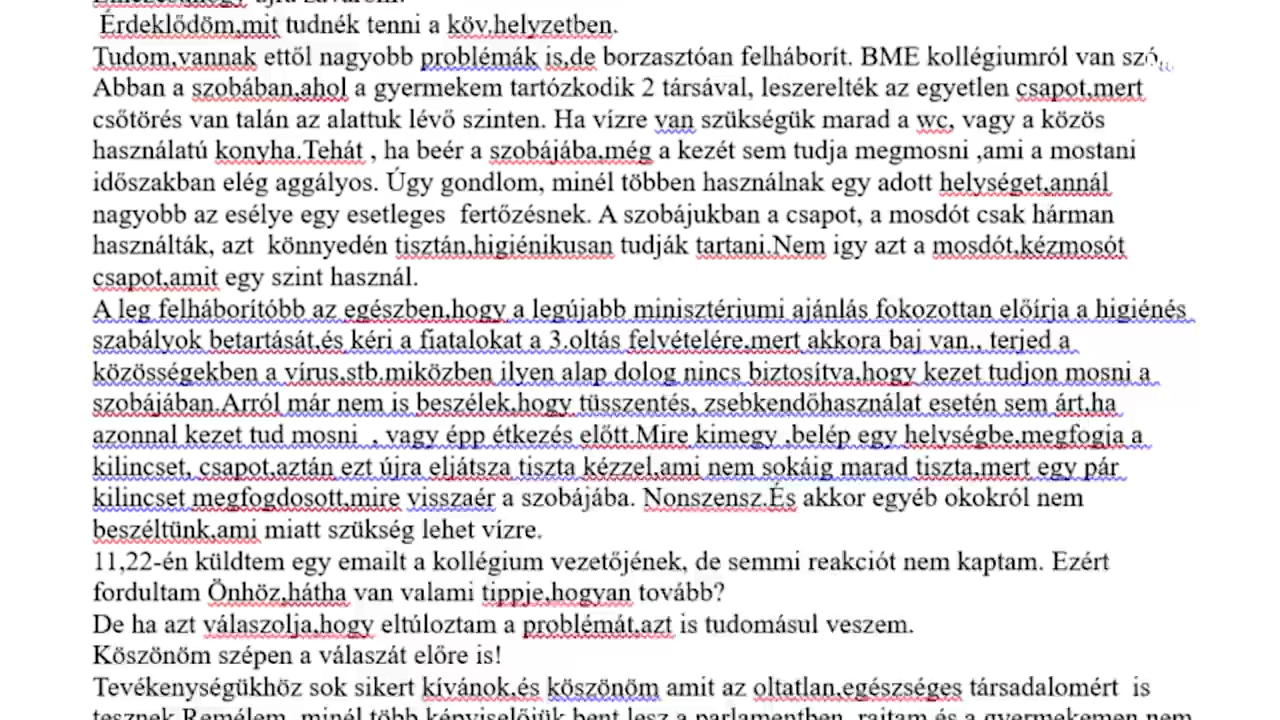 Érdeklődöm,mit tudnék tenni a köv,helyzetben.
Tudom,vannak ettől nagyobb problémák is,de borzasztóan felháborít. BME kollégiumról van szó.
Abban a szobában,ahol a gyermekem tartózkodik 2 társával, leszerelték az egyetlen csapot,mert
csőtörés van talán az alattuk lévő szinten. Ha vízre van szükségük marad a wc, vagy a közös
használatú konyha.Tehát , ha beér a szobájába,még a kezét sem tudja megmosni ,ami a mostani
időszakban elég aggályos. Úgy gondlom, minél többen használnak egy adott helységet,annál
nagyobb az esélye egy esetleges  fertőzésnek. A szobájukban a csapot, a mosdót csak hárman
használták, azt  könnyedén tisztán,higiénikusan tudják tartani.Nem igy azt a mosdót,kézmosót
csapot,amit egy szint használ.
A leg felháborítóbb az egészben,hogy a legújabb minisztériumi ajánlás fokozottan előírja a higiénés
szabályok betartását,és kéri a fiatalokat a 3.oltás felvételére,mert akkora baj van., terjed a
közösségekben a vírus,stb,miközben ilyen alap dolog nincs biztosítva,hogy kezet tudjon mosni a
szobájában.Arról már nem is beszélek,hogy tüsszentés, zsebkendőhasználat esetén sem árt,ha
azonnal kezet tud mosni  , vagy épp étkezés előtt.Mire kimegy ,belép egy helységbe,megfogja a
kilincset, csapot,aztán ezt újra eljátsza tiszta kézzel,ami nem sokáig marad tiszta,mert egy pár
kilincset megfogdosott,mire visszaér a szobájába. Nonszensz.És akkor egyéb okokról nem
beszéltünk,ami miatt szükség lehet vízre.
11,22-én küldtem egy emailt a kollégium vezetőjének, de semmi reakciót nem kaptam. Ezért
fordultam Önhöz,hátha van valami tippje,hogyan tovább?
De ha azt válaszolja,hogy eltúloztam a problémát,azt is tudomásul veszem.
Köszönöm szépen a válaszát előre is!
Tevékenységükhöz sok sikert kívánok,és köszönöm amit az oltatlan,egészséges társadalomért  is
tesznek.Remélem, minél több képviselőjük bent lesz a parlamentben, rajtam és a gyermekemen nem